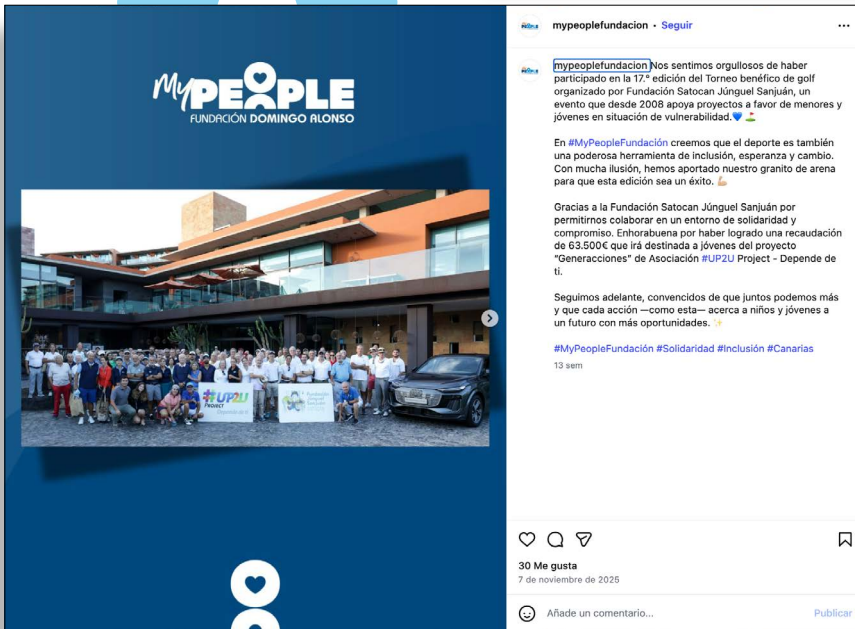 MyPEOPLE
FUNDACIÓN DOMINGO ALONSO
#UP2U
PROJECT
Depende de ti
Fundación
Júnguel
Sanjuán
mypeoplefundacion • Seguir
mypeoplefundacion Nos sentimos orgullosos de haber
participado en la 17.ª edición del Torneo benéfico de golf
organizado por Fundación Satocan Júnguel Sanjuán, un
evento que desde 2008 apoya proyectos a favor de menores y
jóvenes en situación de vulnerabilidad.💙 ⛳
En #MyPeopleFundación creemos que el deporte es también
una poderosa herramienta de inclusión, esperanza y cambio.
Con mucha ilusión, hemos aportado nuestro granito de arena
para que esta edición sea un éxito. 💪🏼
Gracias a la Fundación Satocan Júnguel Sanjuán por
permitirnos colaborar en un entorno de solidaridad y
compromiso. Enhorabuena por haber logrado una recaudación
de 63.500€ que irá destinada a jóvenes del proyecto
“Generacciones” de Asociación #UP2U Project - Depende de
ti.
Seguimos adelante, convencidos de que juntos podemos más
y que cada acción —como esta— acerca a niños y jóvenes a
un futuro con más oportunidades. ✨
#MyPeopleFundación #Solidaridad #Inclusión #Canarias
13 sem
30 Me gusta
7 de noviembre de 2025
Añade un comentario...
Publicar